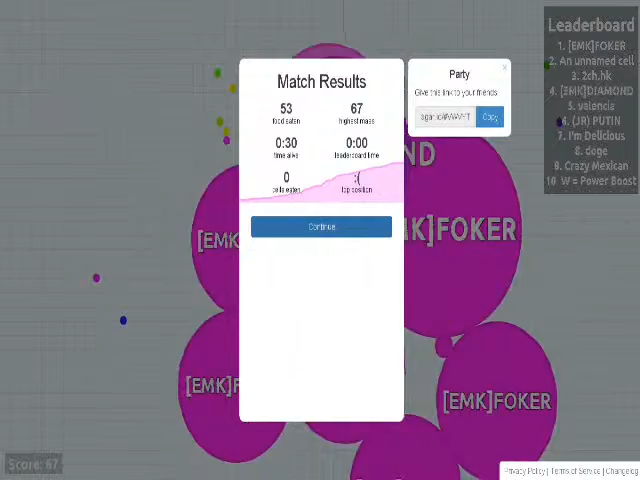 Match Results
53
food eaten
67
highest mass
0:30
time alive
0:00
leaderboard time
0
cells eaten
:(
top position
Continue
Party
Give this link to your friends
Copy
Leaderboard
1. [EMK]FOKER
2. An unnamed cell
3. 2ch.hk
4. [EMK]DIAMOND
5. valencia
6. (JR) PUTIN
7. I'm Delicious
8. doge
9. Crazy Mexican
10. W = Power Boost
ND
[EMK
K]FOKER
[EMK]F
[EMK]FOKER
Score: 67
Privacy Policy | Terms of Service | Changelog